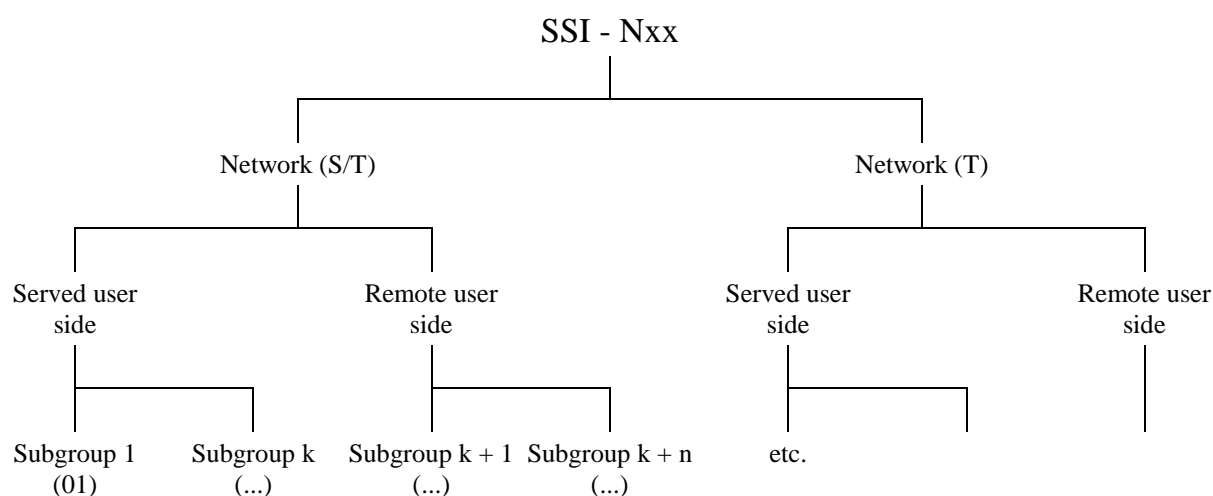 SSI - Nxx
Network (S/T)
Network (T)
Served user
side
Remote user
side
Served user
side
Remote user
side
Subgroup 1
(01)
Subgroup k
(...)
Subgroup k + 1
(...)
Subgroup k + n
(...)
etc.